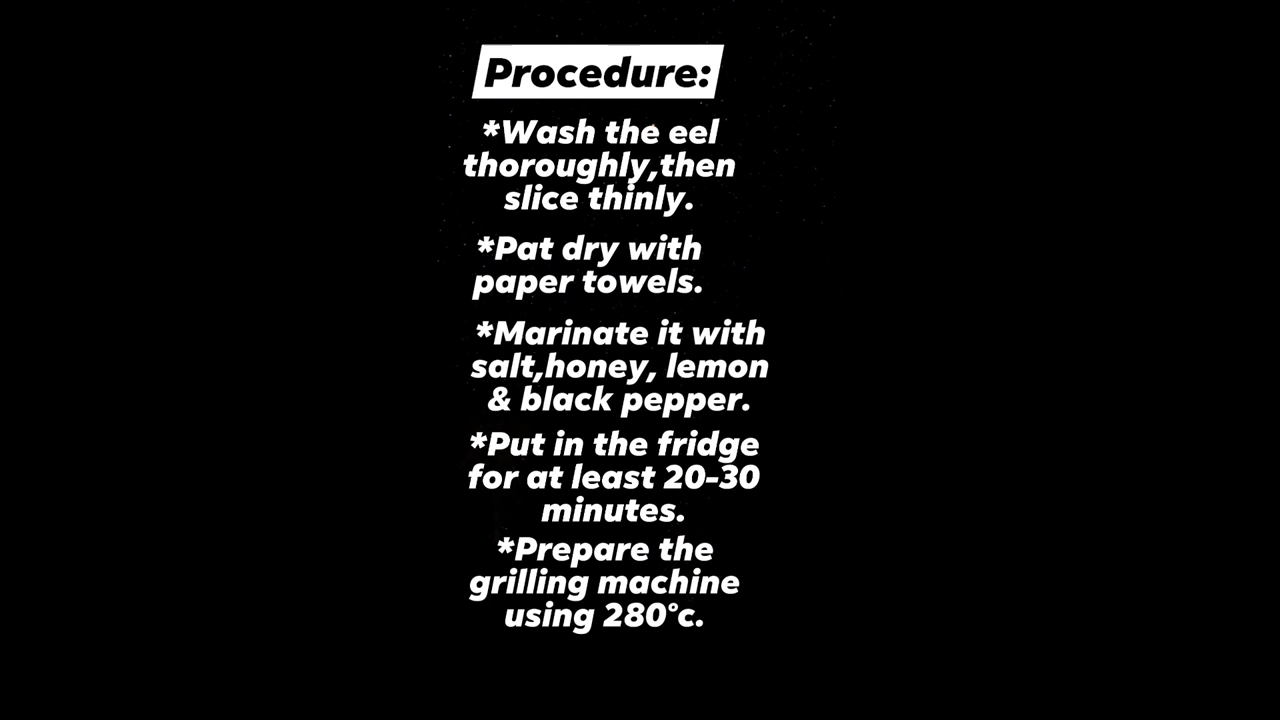 Procedure:
*Wash the eel
thoroughly,then
slice thinly.
*Pat dry with
paper towels.
*Marinate it with
salt,honey, lemon
& black pepper.
*Put in the fridge
for at least 20-30
minutes.
*Prepare the
grilling machine
using 280°c.